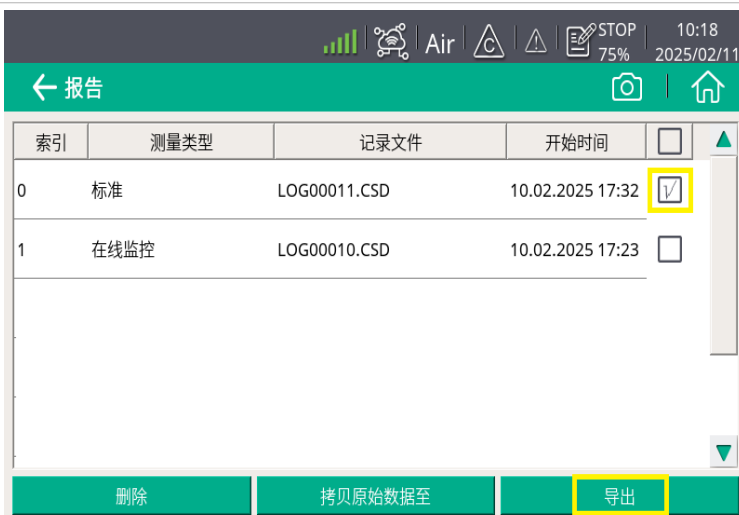 Air C STOP 10:18
75% 2025/02/11
报告
索引 测量类型 记录文件 开始时间
0 标准 LOG00011.CSD 10.02.2025 17:32
1 在线监控 LOG00010.CSD 10.02.2025 17:23
删除 拷贝原始数据至 导出